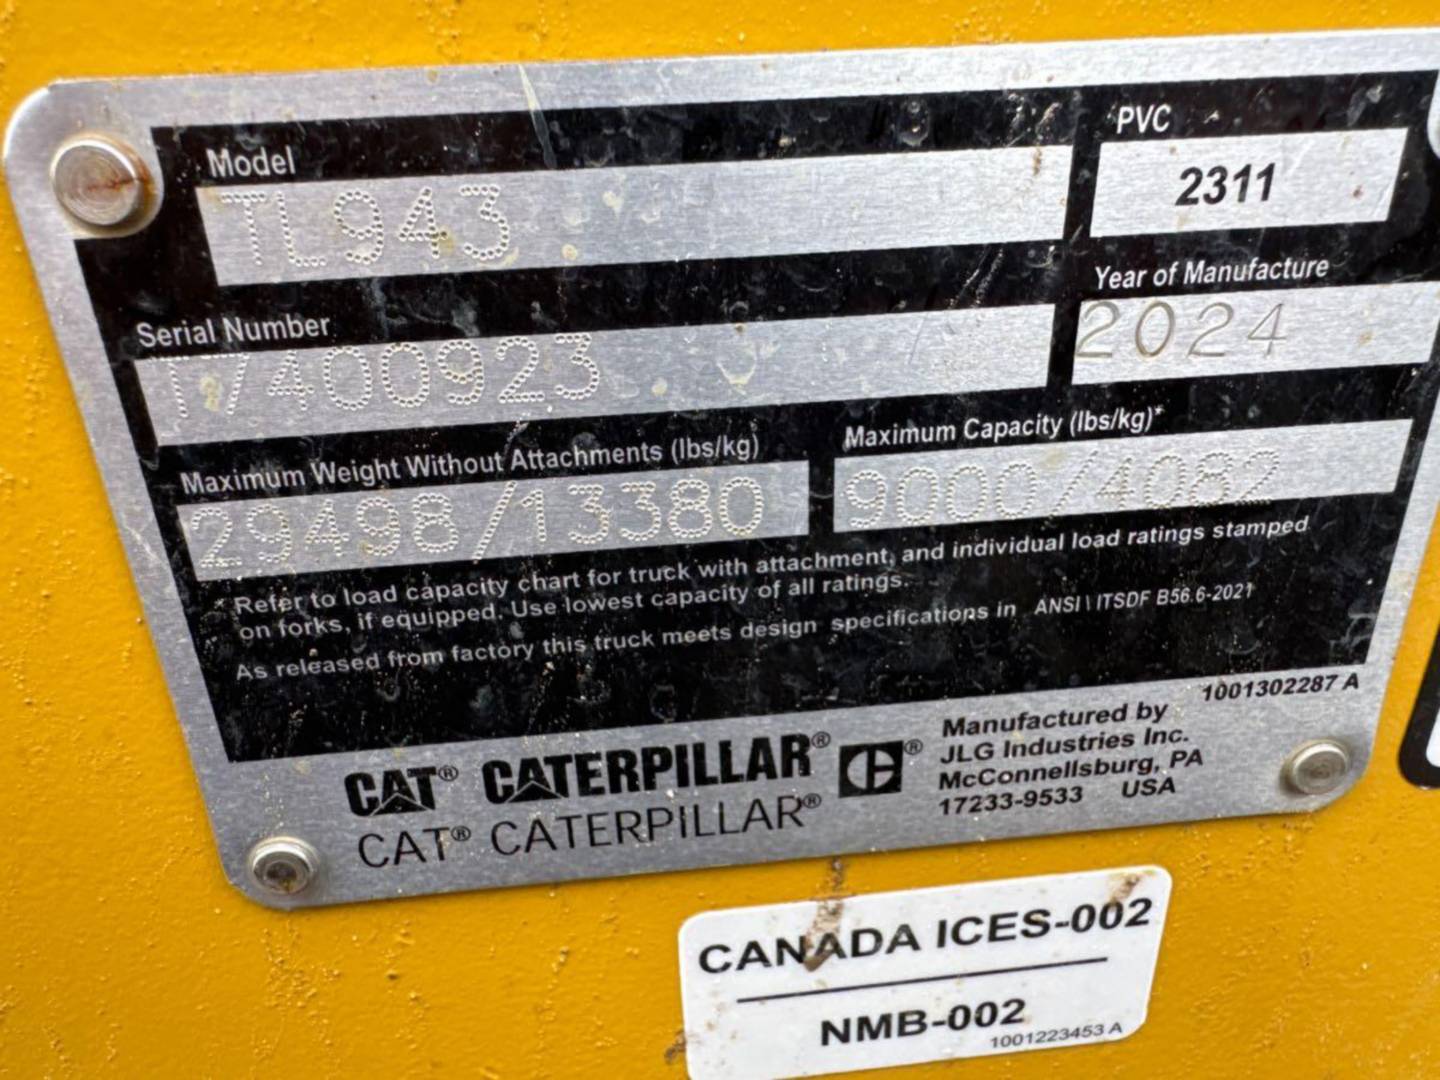 Model
TL943
PVC
2311
Serial Number
T7400923
Year of Manufacture
2024
Maximum Weight Without Attachments (lbs/kg)
29498/13380
Maximum Capacity (lbs/kg)*
9000/4082
* Refer to load capacity chart for truck with attachment, and individual load ratings stamped
on forks, if equipped. Use lowest capacity of all ratings.
As released from factory this truck meets design specifications in ANSI \ ITSDF B56.6-2021
1001302287 A
CAT® CATERPILLAR® ®
CAT® CATERPILLAR®
Manufactured by
JLG Industries Inc.
McConnellsburg, PA
17233-9533 USA
CANADA ICES-002
NMB-002
1001223453 A